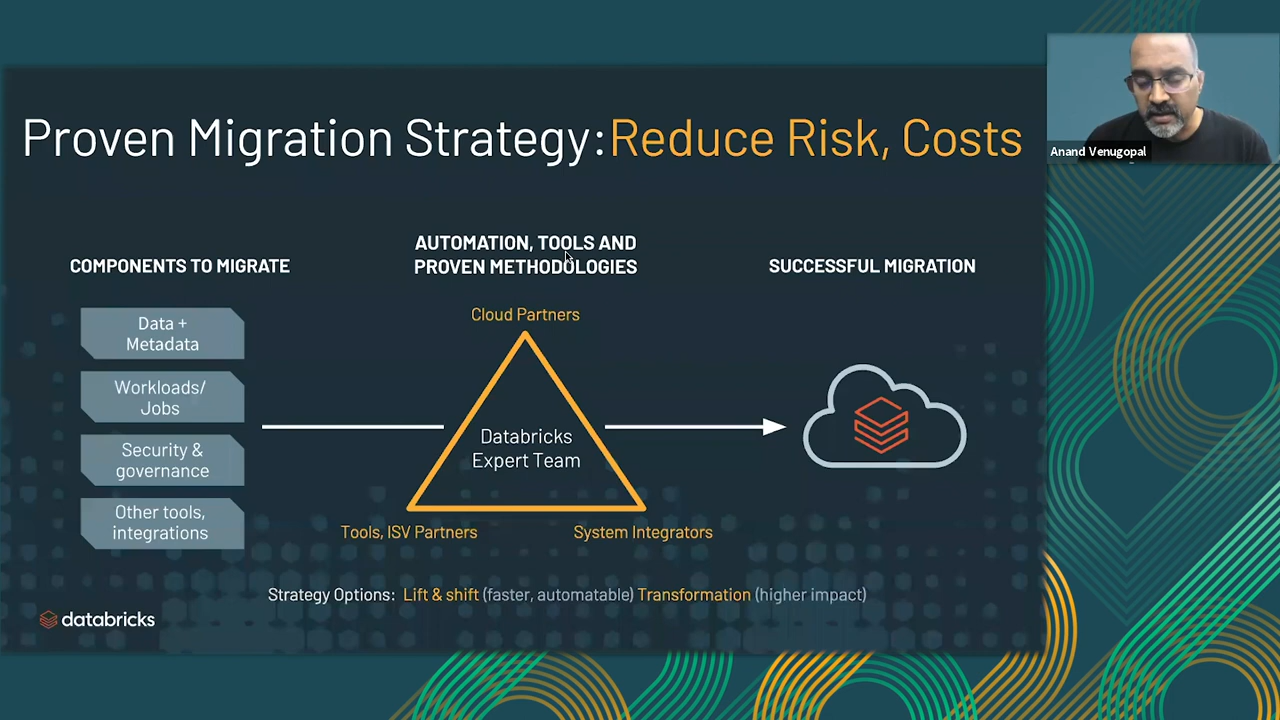 Proven Migration Strategy: Reduce Risk, Costs
Anand Venugopal
COMPONENTS TO MIGRATE
Data +
Metadata
Workloads/
Jobs
Security &
governance
Other tools,
integrations
AUTOMATION, TOOLS AND
PROVEN METHODOLOGIES
Cloud Partners
Databricks
Expert Team
Tools, ISV Partners
System Integrators
SUCCESSFUL MIGRATION
Strategy Options: Lift & shift (faster, automatable) Transformation (higher impact)
databricks